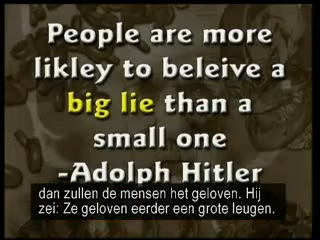 People are more
likley to beleive a
big lie than a
small one
-Adolph Hitler
dan zullen de mensen het geloven. Hij
zei: Ze geloven eerder een grote leugen.